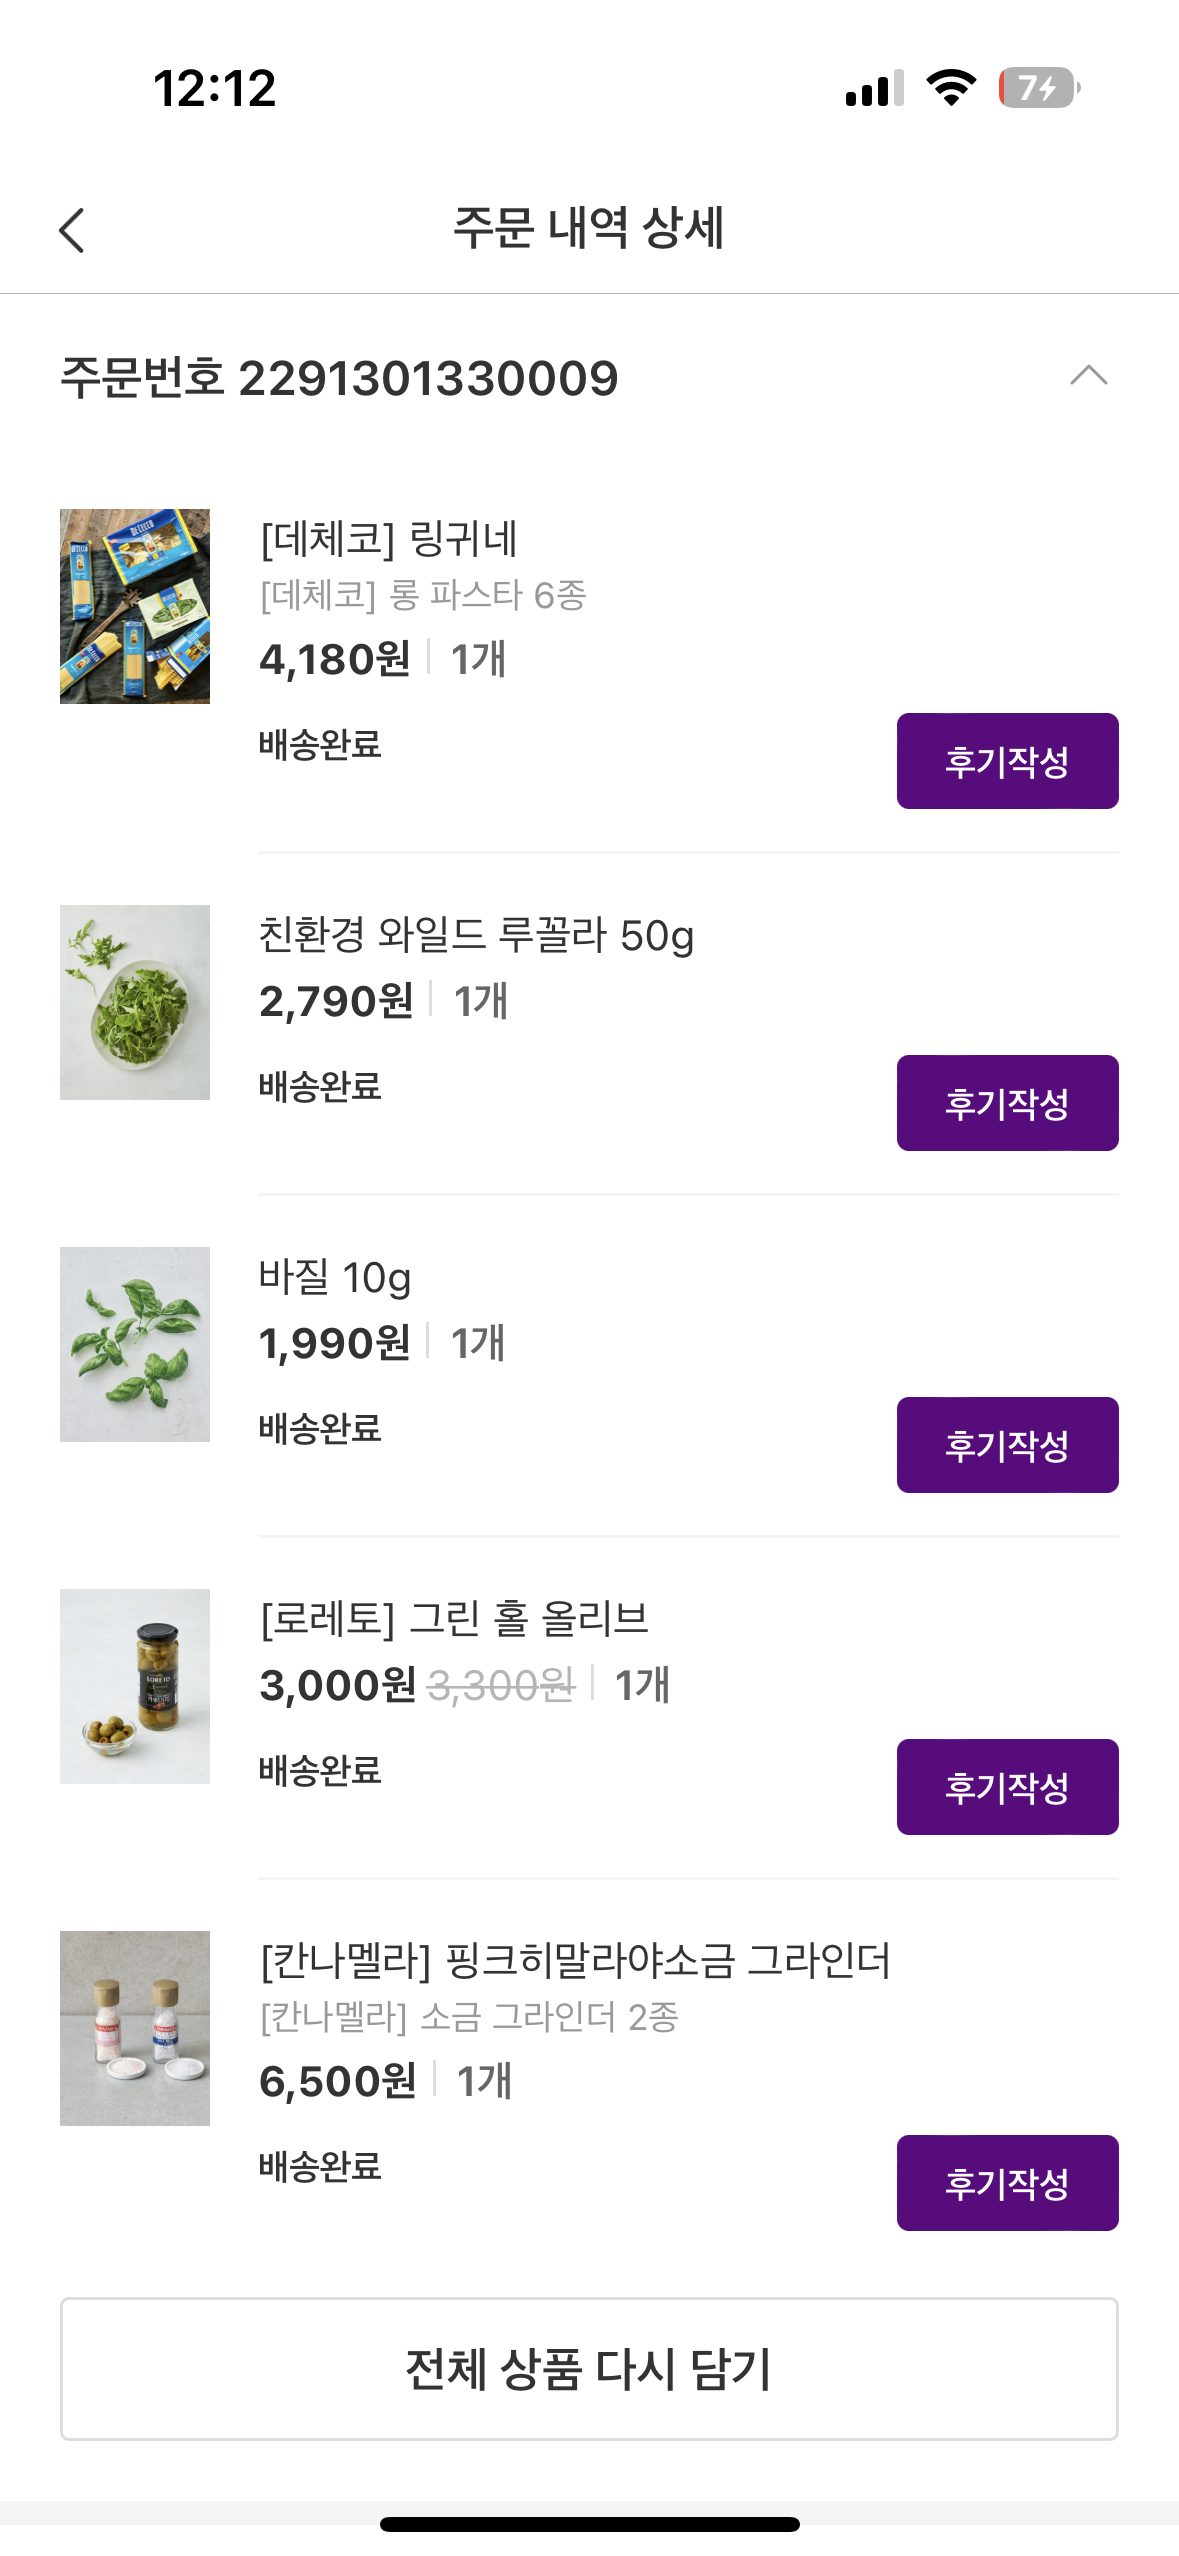 12:12
7
주문 내역 상세
주문번호 2291301330009
[데체코] 링귀네
[데체코] 롱 파스타 6종
4,180원 1개
배송완료
후기작성
친환경 와일드 루꼴라 50g
2,790원 1개
배송완료
후기작성
바질 10g
1,990원 1개
배송완료
후기작성
LORETO
[로레토] 그린 홀 올리브
3,000원 3,300원 1개
배송완료
후기작성
[칸나멜라] 핑크히말라야소금 그라인더
[칸나멜라] 소금 그라인더 2종
6,500원 1개
배송완료
후기작성
전체 상품 다시 담기